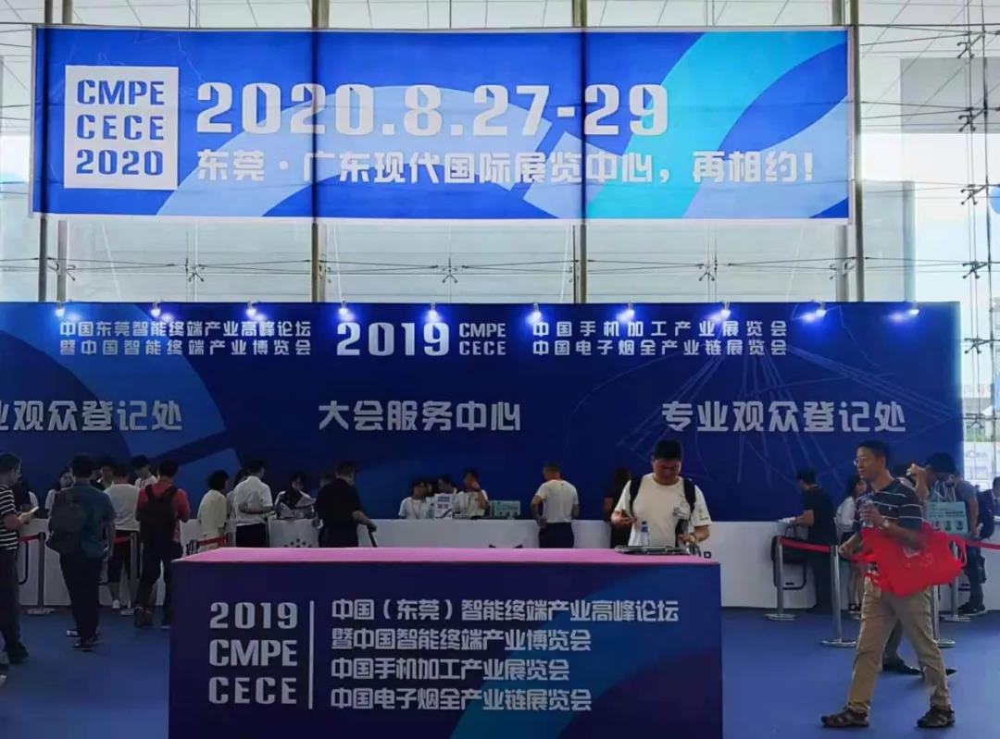 CMPE
CECE
2020
2020.8.27-29
东莞·广东现代国际展览中心，再相约！
中国东莞智能终端产业高峰论坛
暨中国智能终端产业博览会
2019
CMPE
CECE
中国手机加工产业展览会
中国电子烟全产业链展览会
业观众登记处
大会服务中心
专业观众登记处
2019
CMPE
CECE
中国（东莞）智能终端产业高峰论坛
暨中国智能终端产业博览会
中国手机加工产业展览会
中国电子烟全产业链展览会